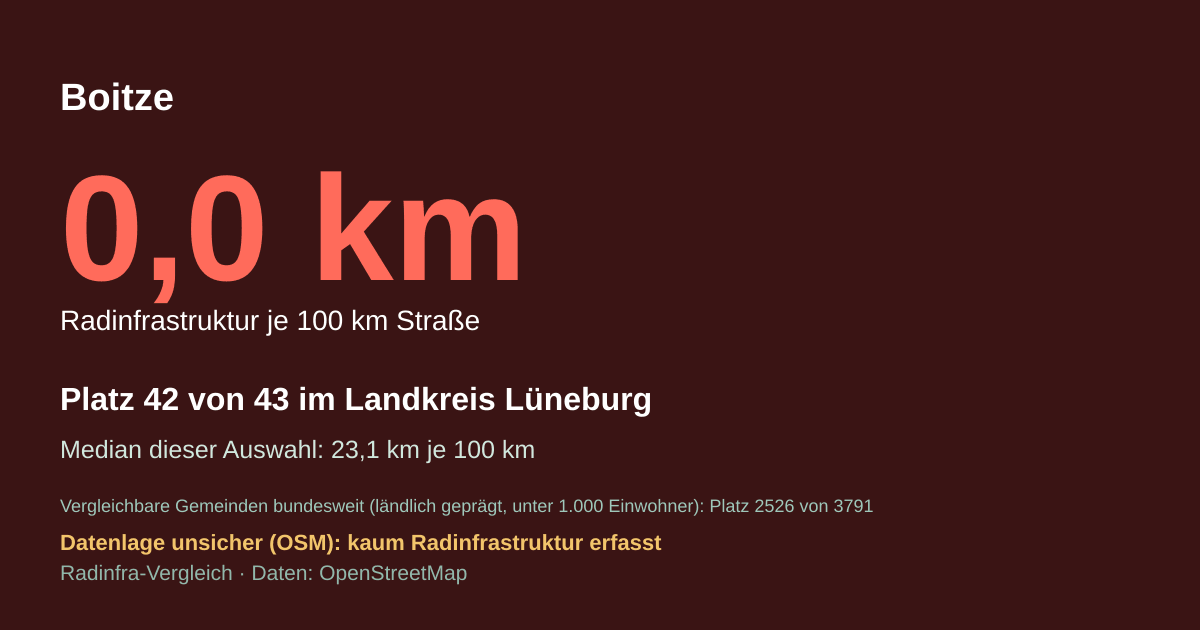 Boitze
0,0 km
Radinfrastruktur je 100 km Straße
Platz 42 von 43 im Landkreis Lüneburg
Median dieser Auswahl: 23,1 km je 100 km
Vergleichbare Gemeinden bundesweit (ländlich geprägt, unter 1.000 Einwohner): Platz 2526 von 3791
Datenlage unsicher (OSM): kaum Radinfrastruktur erfasst
Radinfra-Vergleich · Daten: OpenStreetMap